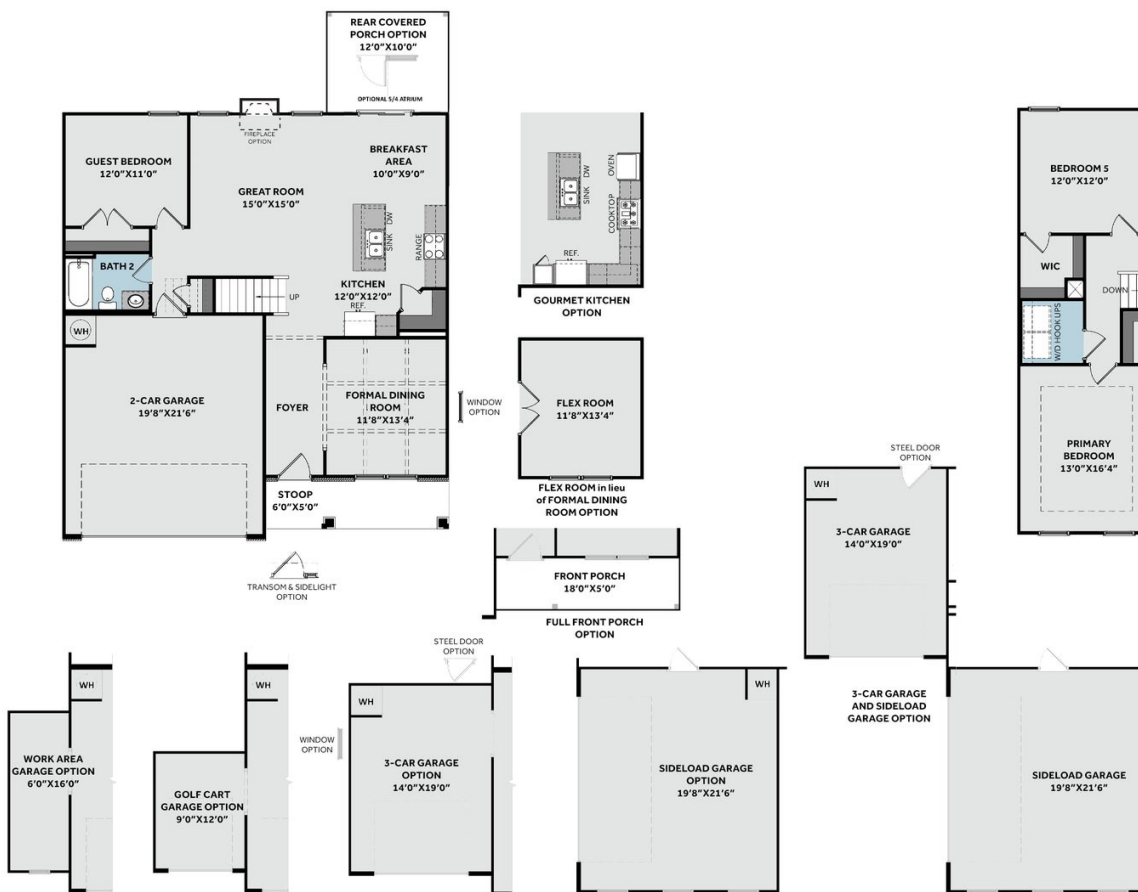 REAR COVERED
PORCH OPTION
12'0"X10'0"
OPTIONAL 5/4 ATRIUM
FIREPLACE
OPTION
GUEST BEDROOM
12'0"X11'0"
GREAT ROOM
15'0"X15'0"
BREAKFAST
AREA
10'0"X9'0"
SINK DW
RANGE
BATH 2
UP
KITCHEN
12'0"X12'0"
REF.
WH
2-CAR GARAGE
19'8"X21'6"
FOYER
FORMAL DINING
ROOM
11'8"X13'4"
WINDOW
OPTION
STOOP
6'0"X5'0"
TRANSOM & SIDELIGHT
OPTION
SINK DW
OVEN
COOKTOP
REF.
GOURMET KITCHEN
OPTION
FLEX ROOM
11'8"X13'4"
FLEX ROOM in lieu
of FORMAL DINING
ROOM OPTION
FRONT PORCH
18'0"X5'0"
FULL FRONT PORCH
OPTION
BEDROOM 5
12'0"X12'0"
WIC
DOWN
W/D HOOK UPS
PRIMARY
BEDROOM
13'0"X16'4"
STEEL DOOR
OPTION
WH
3-CAR GARAGE
14'0"X19'0"
3-CAR GARAGE
AND SIDELOAD
GARAGE OPTION
SIDELOAD GARAGE
19'8"X21'6"
WH
WORK AREA
GARAGE OPTION
6'0"X16'0"
WH
GOLF CART
GARAGE OPTION
9'0"X12'0"
STEEL DOOR
OPTION
WINDOW
OPTION
WH
3-CAR GARAGE
OPTION
14'0"X19'0"
WH
SIDELOAD GARAGE
OPTION
19'8"X21'6"